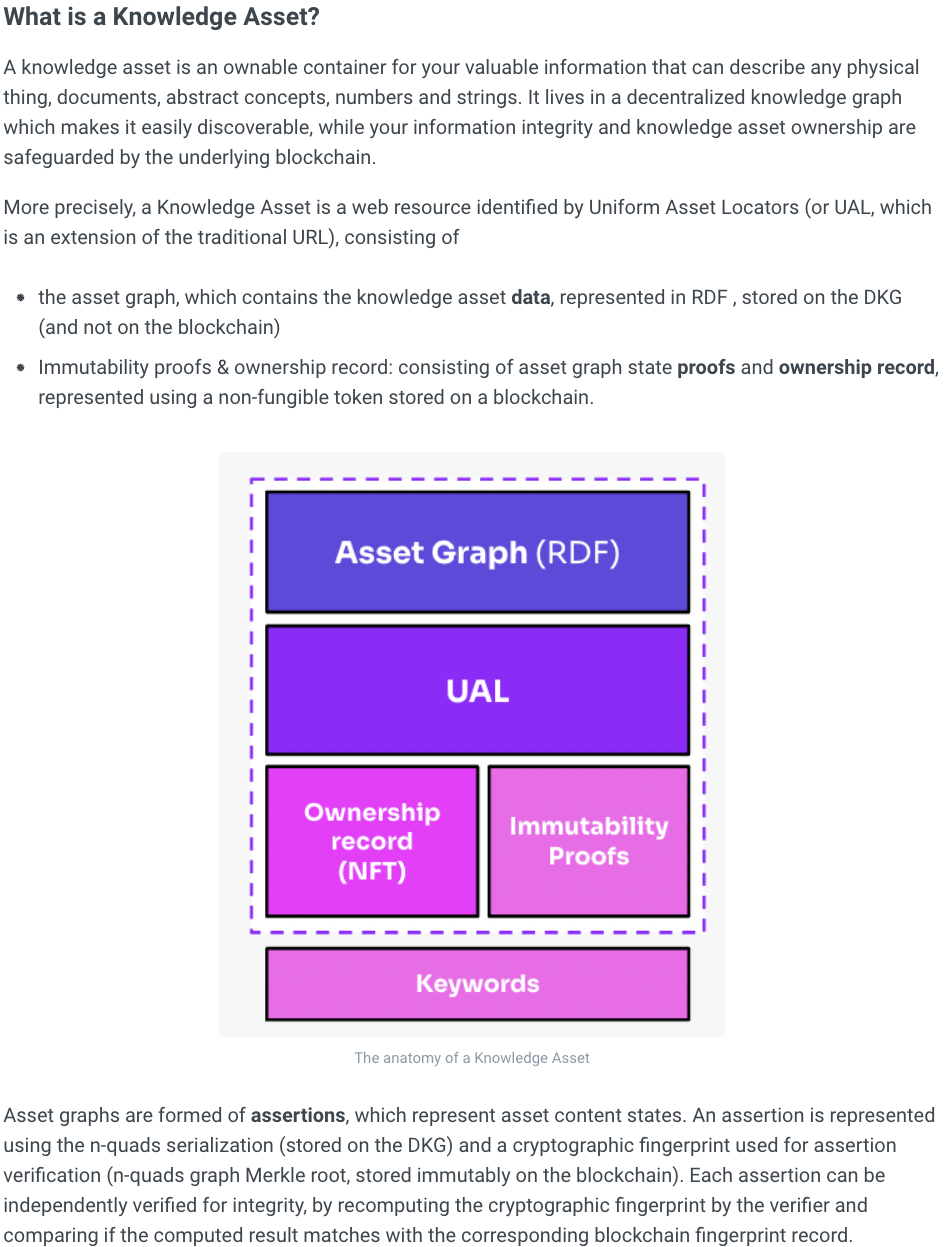 What is a Knowledge Asset?
A knowledge asset is an ownable container for your valuable information that can describe any physical
thing, documents, abstract concepts, numbers and strings. It lives in a decentralized knowledge graph
which makes it easily discoverable, while your information integrity and knowledge asset ownership are
safeguarded by the underlying blockchain.
More precisely, a Knowledge Asset is a web resource identified by Uniform Asset Locators (or UAL, which
is an extension of the traditional URL), consisting of
the asset graph, which contains the knowledge asset data, represented in RDF , stored on the DKG
(and not on the blockchain)
Immutability proofs & ownership record: consisting of asset graph state proofs and ownership record,
represented using a non-fungible token stored on a blockchain.
Asset Graph (RDF)
UAL
Ownership
record
(NFT)
Immutability
Proofs
Keywords
The anatomy of a Knowledge Asset
Asset graphs are formed of assertions, which represent asset content states. An assertion is represented
using the n-quads serialization (stored on the DKG) and a cryptographic fingerprint used for assertion
verification (n-quads graph Merkle root, stored immutably on the blockchain). Each assertion can be
independently verified for integrity, by recomputing the cryptographic fingerprint by the verifier and
comparing if the computed result matches with the corresponding blockchain fingerprint record.